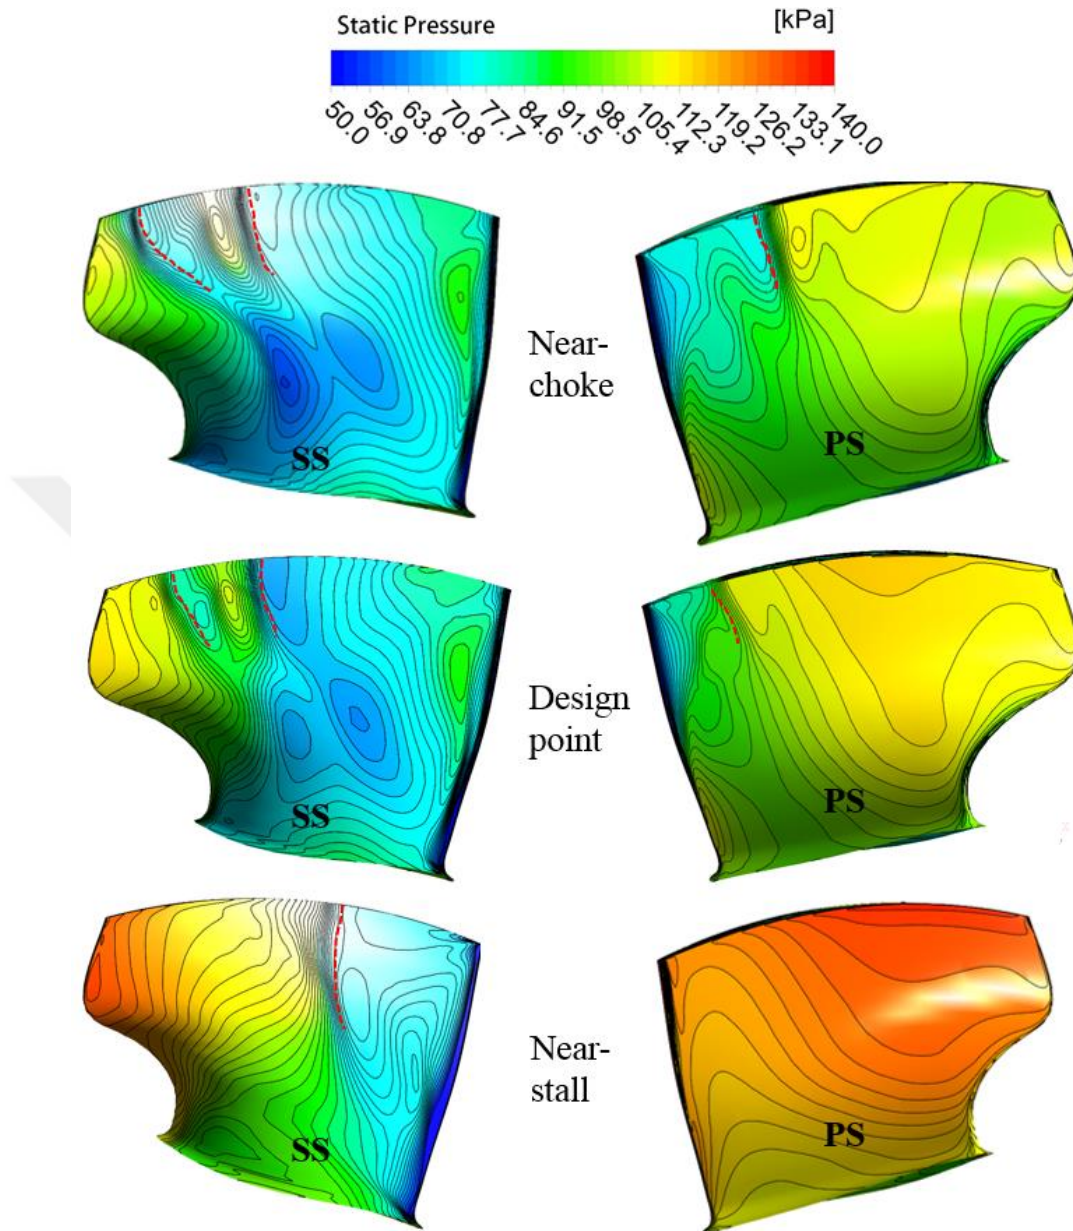 Static Pressure [kPa]
50.0 56.9 63.8 70.8 77.7 84.6 91.5 98.5 105.4 112.3 119.2 126.2 133.1 140.0
Near-
choke
SS PS
Design
point
SS PS
Near-
stall
SS PS